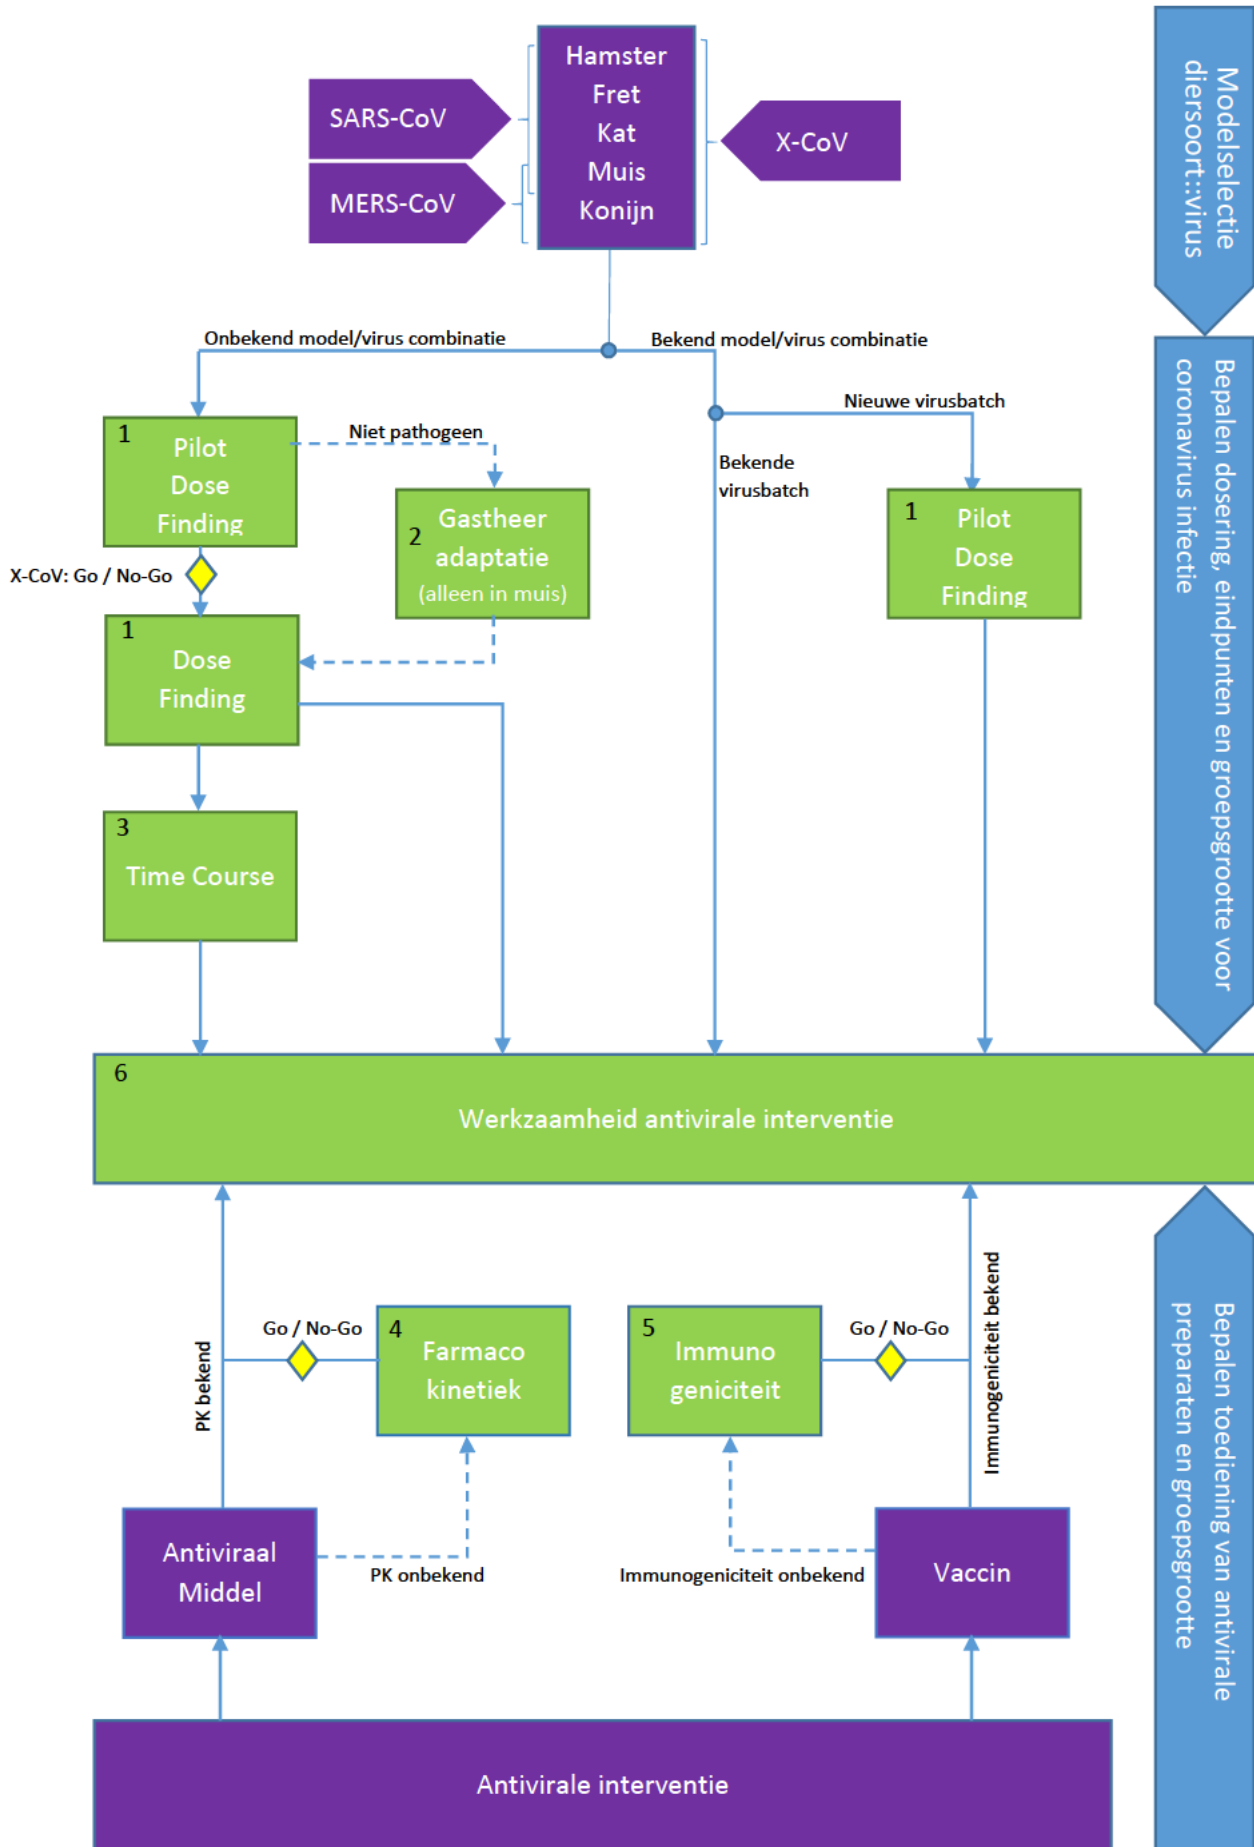 Hamster
Fret
Kat
Muis
Konijn
SARS-CoV
MERS-CoV
X-CoV
Modelselectie
diersoort::virus
Onbekend model/virus combinatie
Bekend model/virus combinatie
Nieuwe virusbatch
Bekende
virusbatch
1
Pilot
Dose
Finding
Niet pathogeen
2
Gastheer
adaptatie
(alleen in muis)
1
Pilot
Dose
Finding
X-CoV: Go / No-Go
1
Dose
Finding
3
Time Course
Bepalen dosering, eindpunten en groepsgrootte voor
coronavirus infectie
6
Werkzaamheid antivirale interventie
PK bekend
Go / No-Go
4
Farmaco
kinetiek
5
Immuno
geniciteit
Go / No-Go
Immunogeniciteit bekend
Antiviraal
Middel
PK onbekend
Immunogeniciteit onbekend
Vaccin
Bepalen toediening van antivirale
preparaten en groepsgrootte
Antivirale interventie